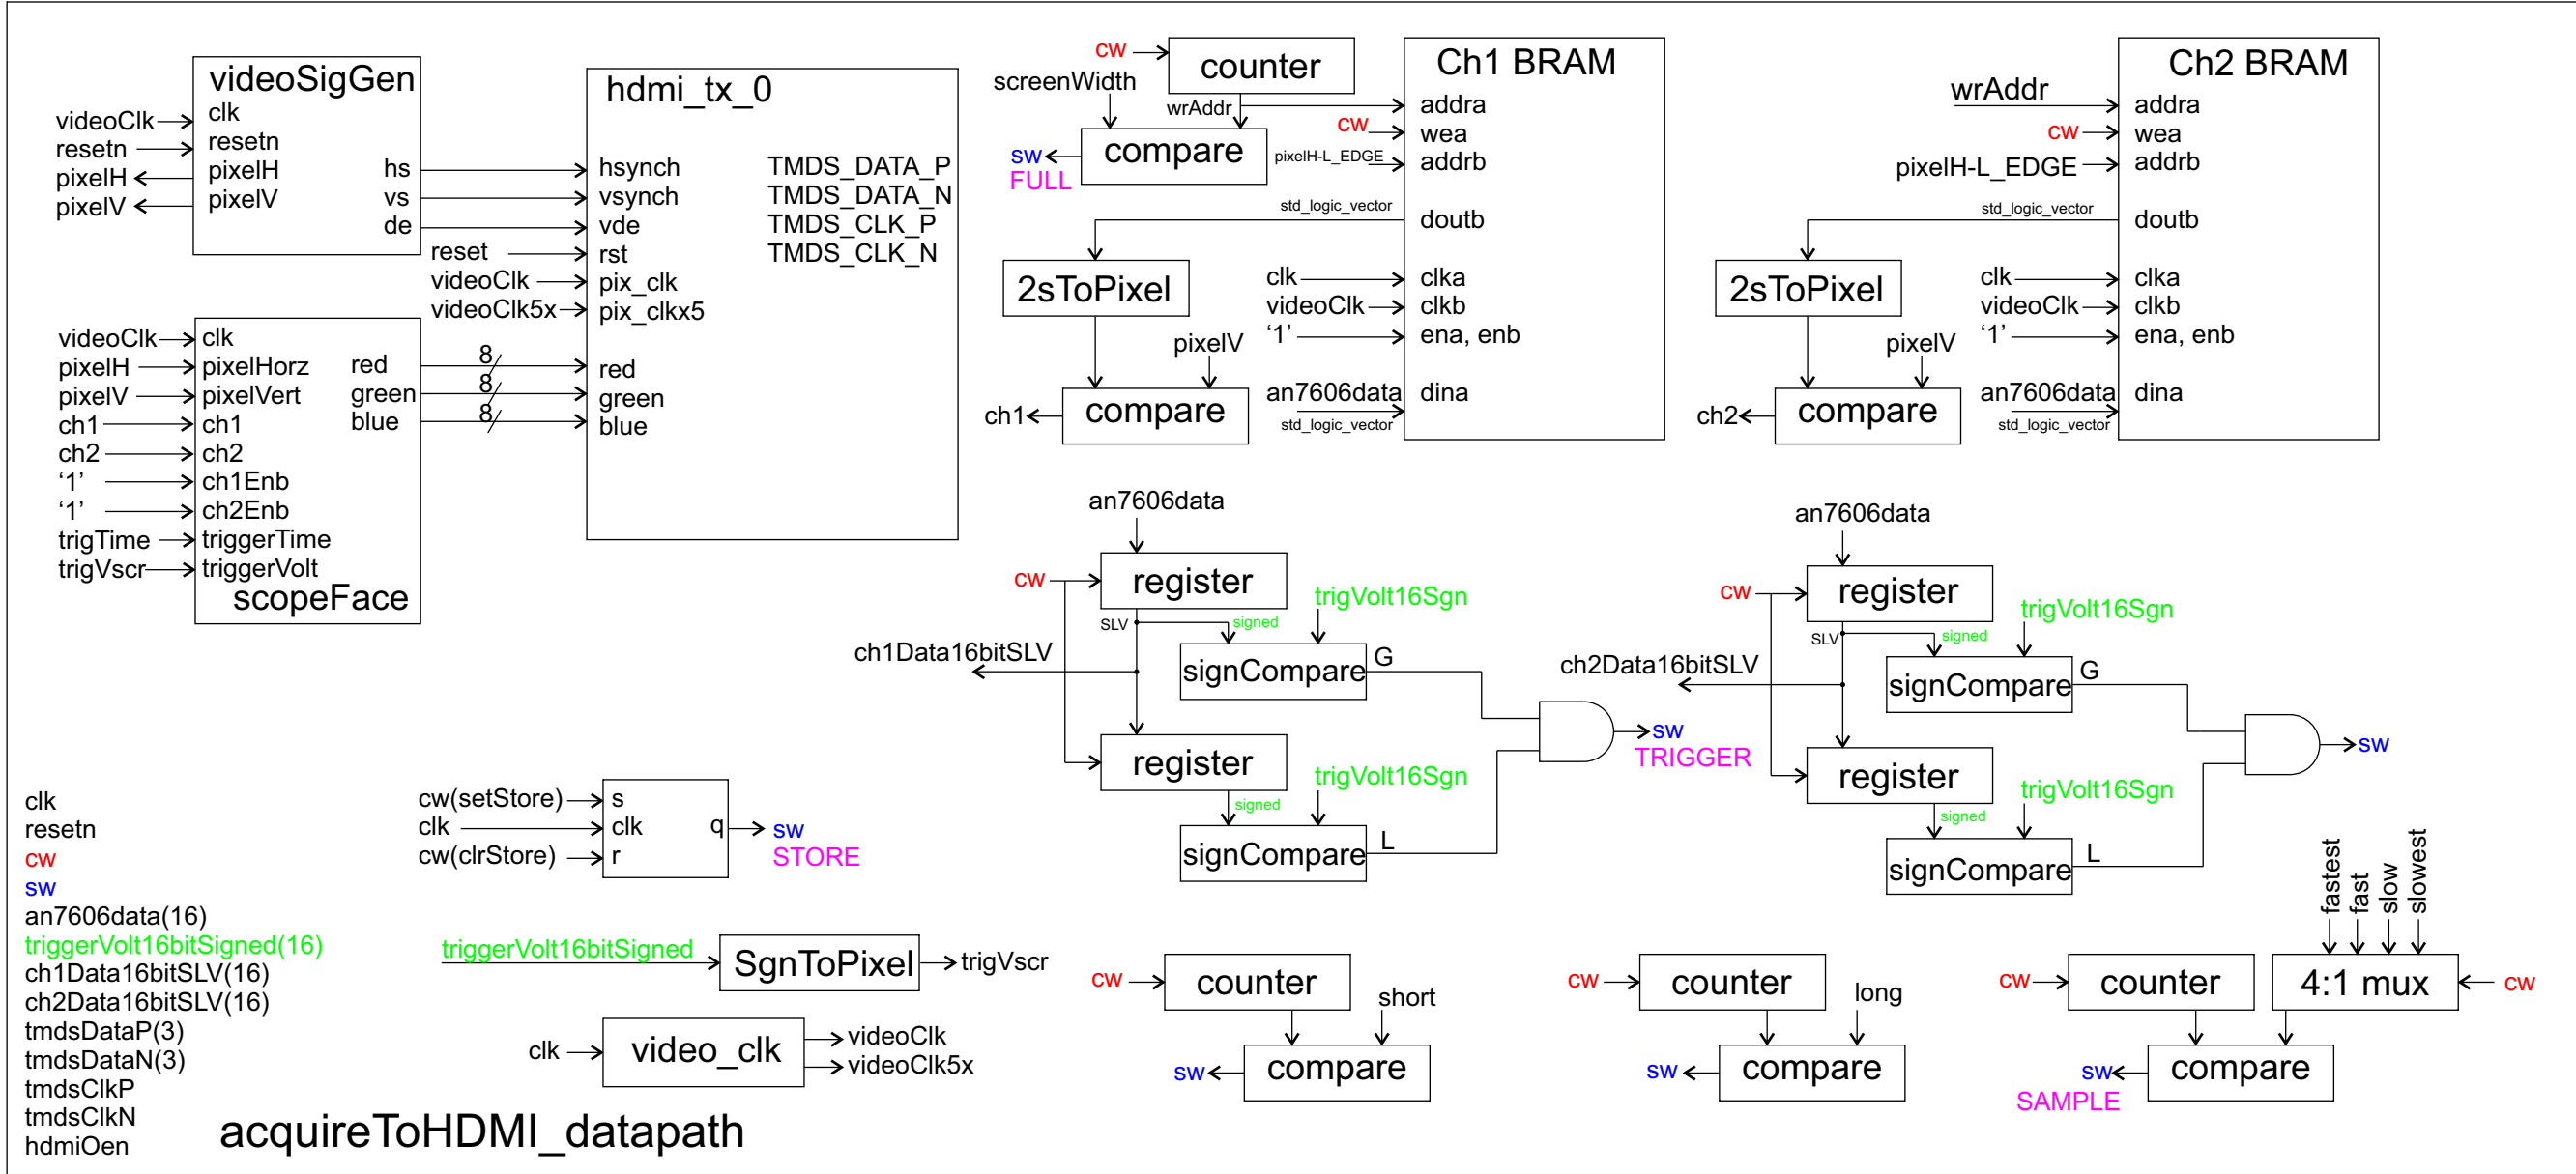 videoSigGen
clk
resetn
pixelH
pixelV
hs
vs
de
videoClk
resetn
pixelH
pixelV
hdmi_tx_0
hsynch
vsynch
vde
rst
pix_clk
pix_clkx5
red
green
blue
TMDS_DATA_P
TMDS_DATA_N
TMDS_CLK_P
TMDS_CLK_N
reset
videoClk
videoClk5x
8
8
8
videoClk
pixelH
pixelV
ch1
ch2
‘1’
‘1’
trigTime
trigVscr
clk
pixelHorz
pixelVert
ch1
ch2
ch1Enb
ch2Enb
triggerTime
triggerVolt
red
green
blue
scopeFace
cw
counter
screenWidth
wrAddr
compare
sw
FULL
Ch1 BRAM
addra
wea
addrb
doutb
clka
clkb
ena, enb
dina
cw
pixelH-L_EDGE
std_logic_vector
2sToPixel
clk
videoClk
‘1’
pixelV
an7606data
std_logic_vector
compare
ch1
Ch2 BRAM
addra
wea
addrb
doutb
clka
clkb
ena, enb
dina
wrAddr
cw
pixelH-L_EDGE
std_logic_vector
2sToPixel
clk
videoClk
‘1’
pixelV
an7606data
std_logic_vector
compare
ch2
an7606data
cw
register
SLV
signed
trigVolt16Sgn
ch1Data16bitSLV
signCompare
G
register
signed
trigVolt16Sgn
signCompare
L
sw
TRIGGER
an7606data
cw
register
SLV
signed
trigVolt16Sgn
ch2Data16bitSLV
signCompare
G
register
signed
trigVolt16Sgn
signCompare
L
sw
clk
resetn
cw
sw
an7606data(16)
triggerVolt16bitSigned(16)
ch1Data16bitSLV(16)
ch2Data16bitSLV(16)
tmdsDataP(3)
tmdsDataN(3)
tmdsClkP
tmdsClkN
hdmiOen
cw(setStore)
clk
cw(clrStore)
s
clk
r
q
sw
STORE
triggerVolt16bitSigned
SgnToPixel
trigVscr
clk
video_clk
videoClk
videoClk5x
cw
counter
short
compare
sw
cw
counter
long
compare
sw
cw
counter
fastest
fast
slow
slowest
4:1 mux
cw
compare
sw
SAMPLE
acquireToHDMI_datapath